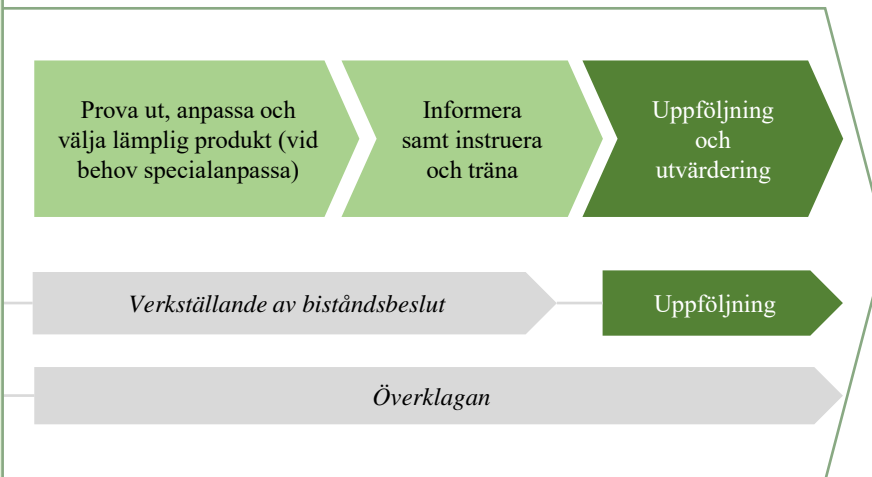 Prova ut, anpassa och
välja lämplig produkt (vid
behov specialanpassa)
Informera
samt instruera
och träna
Uppföljning
och
utvärdering
Verkställande av biståndsbeslut
Uppföljning
Överklagan